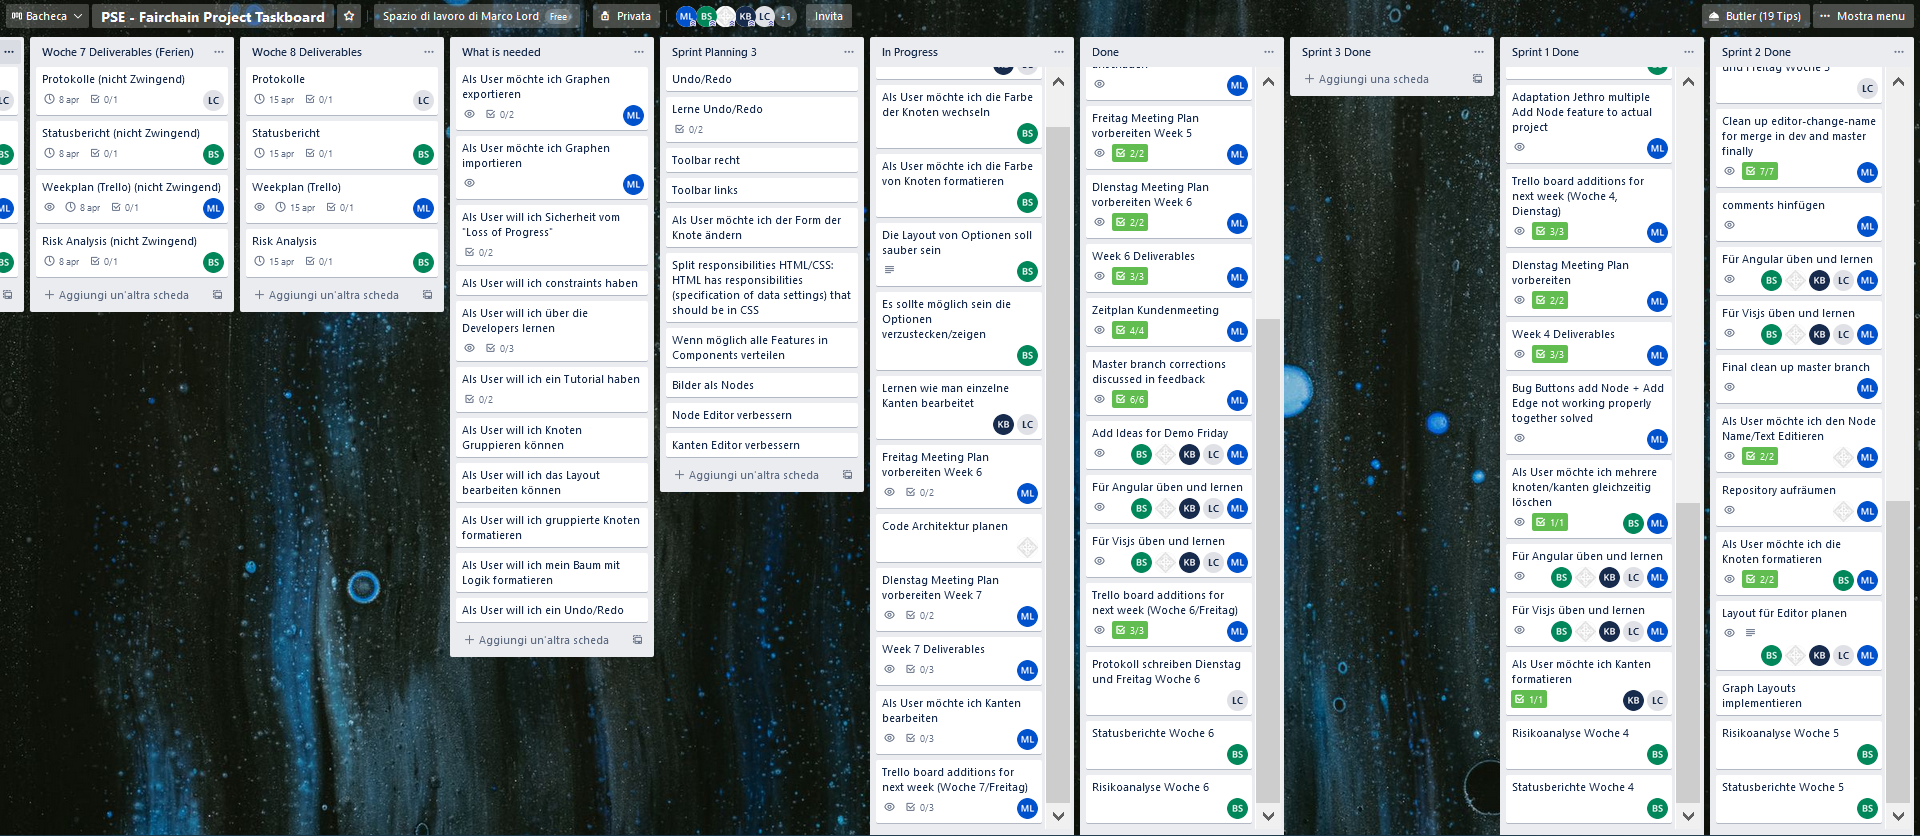 Bacheca
PSE - Fairchain Project Taskboard
Spazio di lavoro di Marco Lord Free
Privata
ML BS KB LC +1
Invita
Butler (19 Tips)
Mostra menu
LC
BS
ML
BS
Woche 7 Deliverables (Ferien)
Protokolle (nicht Zwingend)
8 apr 0/1 LC
Statusbericht (nicht Zwingend)
8 apr 0/1 BS
Weekplan (Trello) (nicht Zwingend)
8 apr 0/1 ML
Risk Analysis (nicht Zwingend)
8 apr 0/1 BS
Aggiungi un'altra scheda
Woche 8 Deliverables
Protokolle
15 apr 0/1 LC
Statusbericht
15 apr 0/1 BS
Weekplan (Trello)
15 apr 0/1 ML
Risk Analysis
15 apr 0/1 BS
Aggiungi un'altra scheda
What is needed
Als User möchte ich Graphen
exportieren
0/2 ML
Als User möchte ich Graphen
importieren
ML
Als User will ich Sicherheit vom
"Loss of Progress"
0/2
Als User will ich constraints haben
Als User will ich über die
Developers lernen
0/3
Als User will ich ein Tutorial haben
0/2
Als User will ich Knoten
Gruppieren können
Als User will ich das Layout
bearbeiten können
Als User will ich gruppierte Knoten
formatieren
Als User will ich mein Baum mit
Logik formatieren
Als User will ich ein Undo/Redo
Aggiungi un'altra scheda
Sprint Planning 3
Undo/Redo
Lerne Undo/Redo
0/2
Toolbar recht
Toolbar links
Als User möchte ich der Form der
Knote ändern
Split responsibilities HTML/CSS:
HTML has responsibilities
(specification of data settings) that
should be in CSS
Wenn möglich alle Features in
Components verteilen
Bilder als Nodes
Node Editor verbessern
Kanten Editor verbessern
Aggiungi un'altra scheda
In Progress
KB LC
Als User möchte ich die Farbe
der Knoten wechseln
BS
Als User möchte ich die Farbe
von Knoten formatieren
BS
Die Layout von Optionen soll
sauber sein
BS
Es sollte möglich sein die
Optionen
verzustecken/zeigen
BS
Lernen wie man einzelne
Kanten bearbeitet
KB LC
Freitag Meeting Plan
vorbereiten Week 6
0/2 ML
Code Architektur planen
DIenstag Meeting Plan
vorbereiten Week 7
0/2 ML
Week 7 Deliverables
0/3 ML
Als User möchte ich Kanten
bearbeiten
0/3 ML
Trello board additions for
next week (Woche 7/Freitag)
0/3 ML
Done
anschauen
ML
Freitag Meeting Plan
vorbereiten Week 5
2/2 ML
DIenstag Meeting Plan
vorbereiten Week 6
2/2 ML
Week 6 Deliverables
3/3 ML
Zeitplan Kundenmeeting
4/4 ML
Master branch corrections
discussed in feedback
6/6 ML
Add Ideas for Demo Friday
BS KB LC ML
Für Angular üben und lernen
BS KB LC ML
Für Visjs üben und lernen
BS KB LC ML
Trello board additions for
next week (Woche 6/Freitag)
3/3 ML
Protokoll schreiben Dienstag
und Freitag Woche 6
LC
Statusberichte Woche 6
BS
Risikoanalyse Woche 6
BS
Sprint 3 Done
Aggiungi una scheda
Sprint 1 Done
BS
Adaptation Jethro multiple
Add Node feature to actual
project
ML
Trello board additions for
next week (Woche 4,
Dienstag)
3/3 ML
DIenstag Meeting Plan
vorbereiten
2/2 ML
Week 4 Deliverables
3/3 ML
Bug Buttons add Node + Add
Edge not working properly
together solved
ML
Als User möchte ich mehrere
knoten/kanten gleichzeitig
löschen
1/1 BS ML
Für Angular üben und lernen
BS KB LC ML
Für Visjs üben und lernen
BS KB LC ML
Als User möchte ich Kanten
formatieren
1/1 KB LC
Risikoanalyse Woche 4
BS
Statusberichte Woche 4
BS
Sprint 2 Done
und Freitag Woche 5
LC
Clean up editor-change-name
for merge in dev and master
finally
7/7 ML
comments hinfügen
ML
Für Angular üben und lernen
BS KB LC ML
Für Visjs üben und lernen
BS KB LC ML
Final clean up master branch
ML
Als User möchte ich den Node
Name/Text Editieren
2/2 ML
Repository aufräumen
ML
Als User möchte ich die
Knoten formatieren
2/2 BS ML
Layout für Editor planen
BS KB LC ML
Graph Layouts
implementieren
Risikoanalyse Woche 5
BS
Statusberichte Woche 5
BS